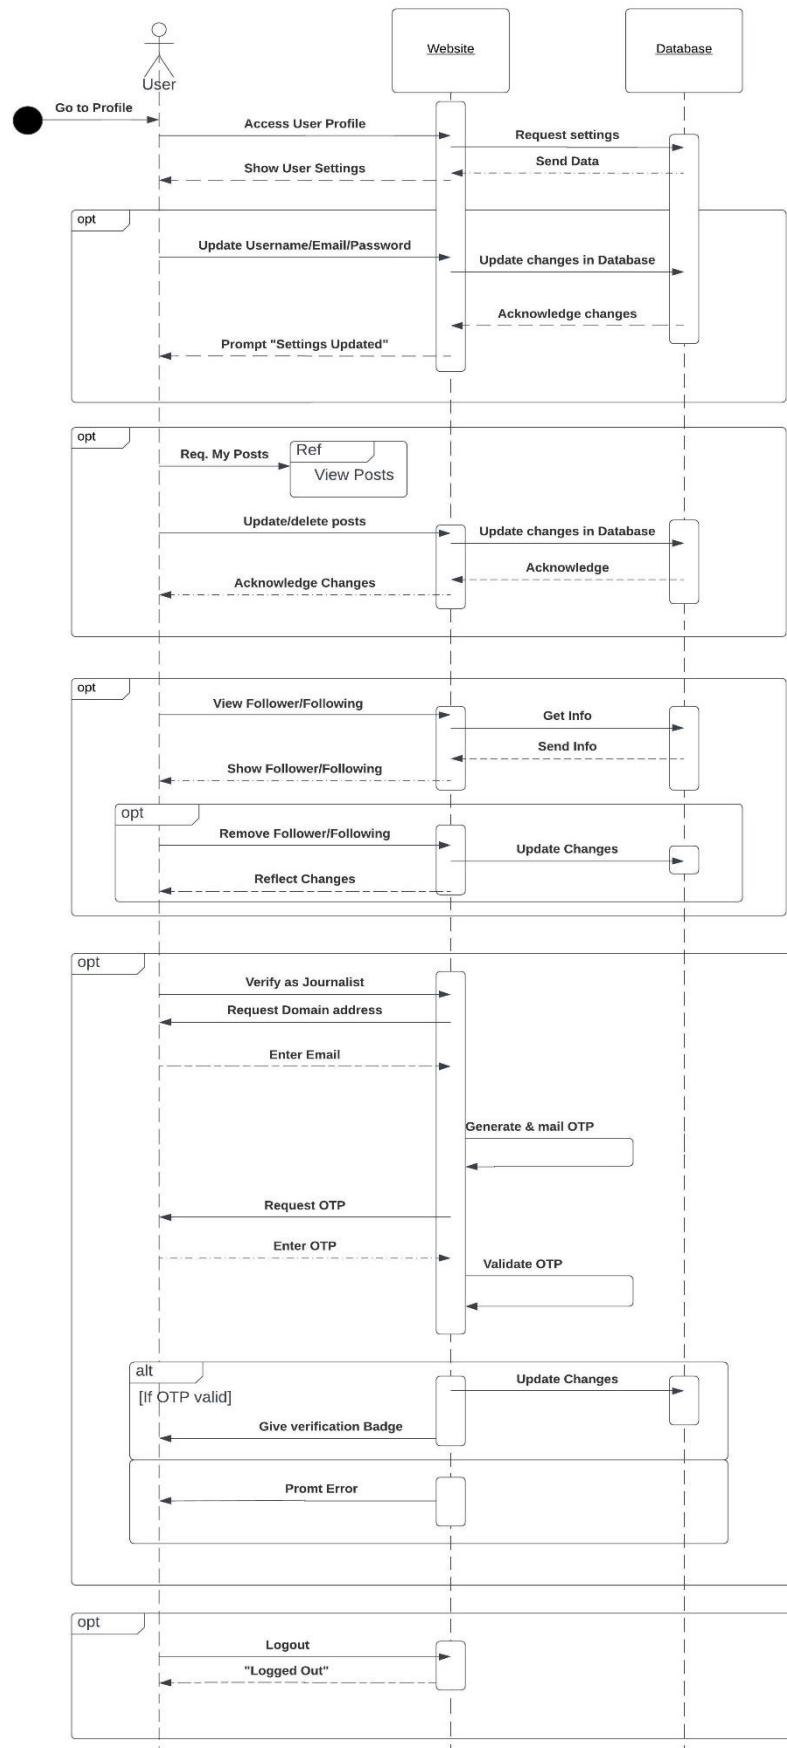 Website
Database
User
Go to Profile
Access User Profile
Request settings
Send Data
Show User Settings
opt
Update Username/Email/Password
Update changes in Database
Acknowledge changes
Prompt "Settings Updated"
opt
Req. My Posts
Ref
View Posts
Update/delete posts
Update changes in Database
Acknowledge
Acknowledge Changes
opt
View Follower/Following
Get Info
Send Info
Show Follower/Following
opt
Remove Follower/Following
Update Changes
Reflect Changes
opt
Verify as Journalist
Request Domain address
Enter Email
Generate & mail OTP
Request OTP
Enter OTP
Validate OTP
alt
[If OTP valid]
Update Changes
Give verification Badge
Promt Error
opt
Logout
"Logged Out"